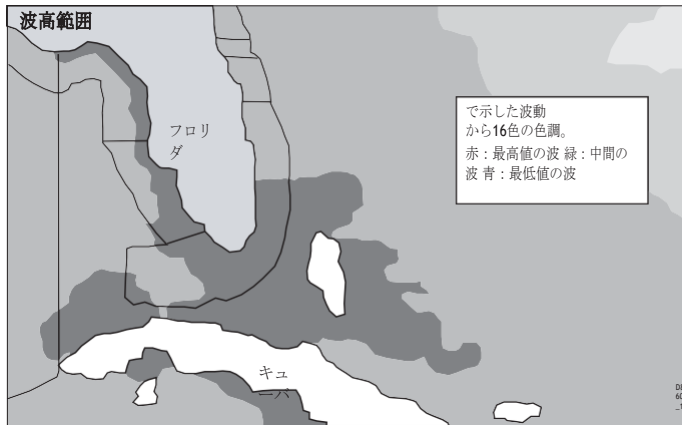 波高範囲
で示した波動
から16色の色調。
赤：最高値の波 緑：中間の
波 青：最低値の波
フロリ
ダ
キュ
ーバ